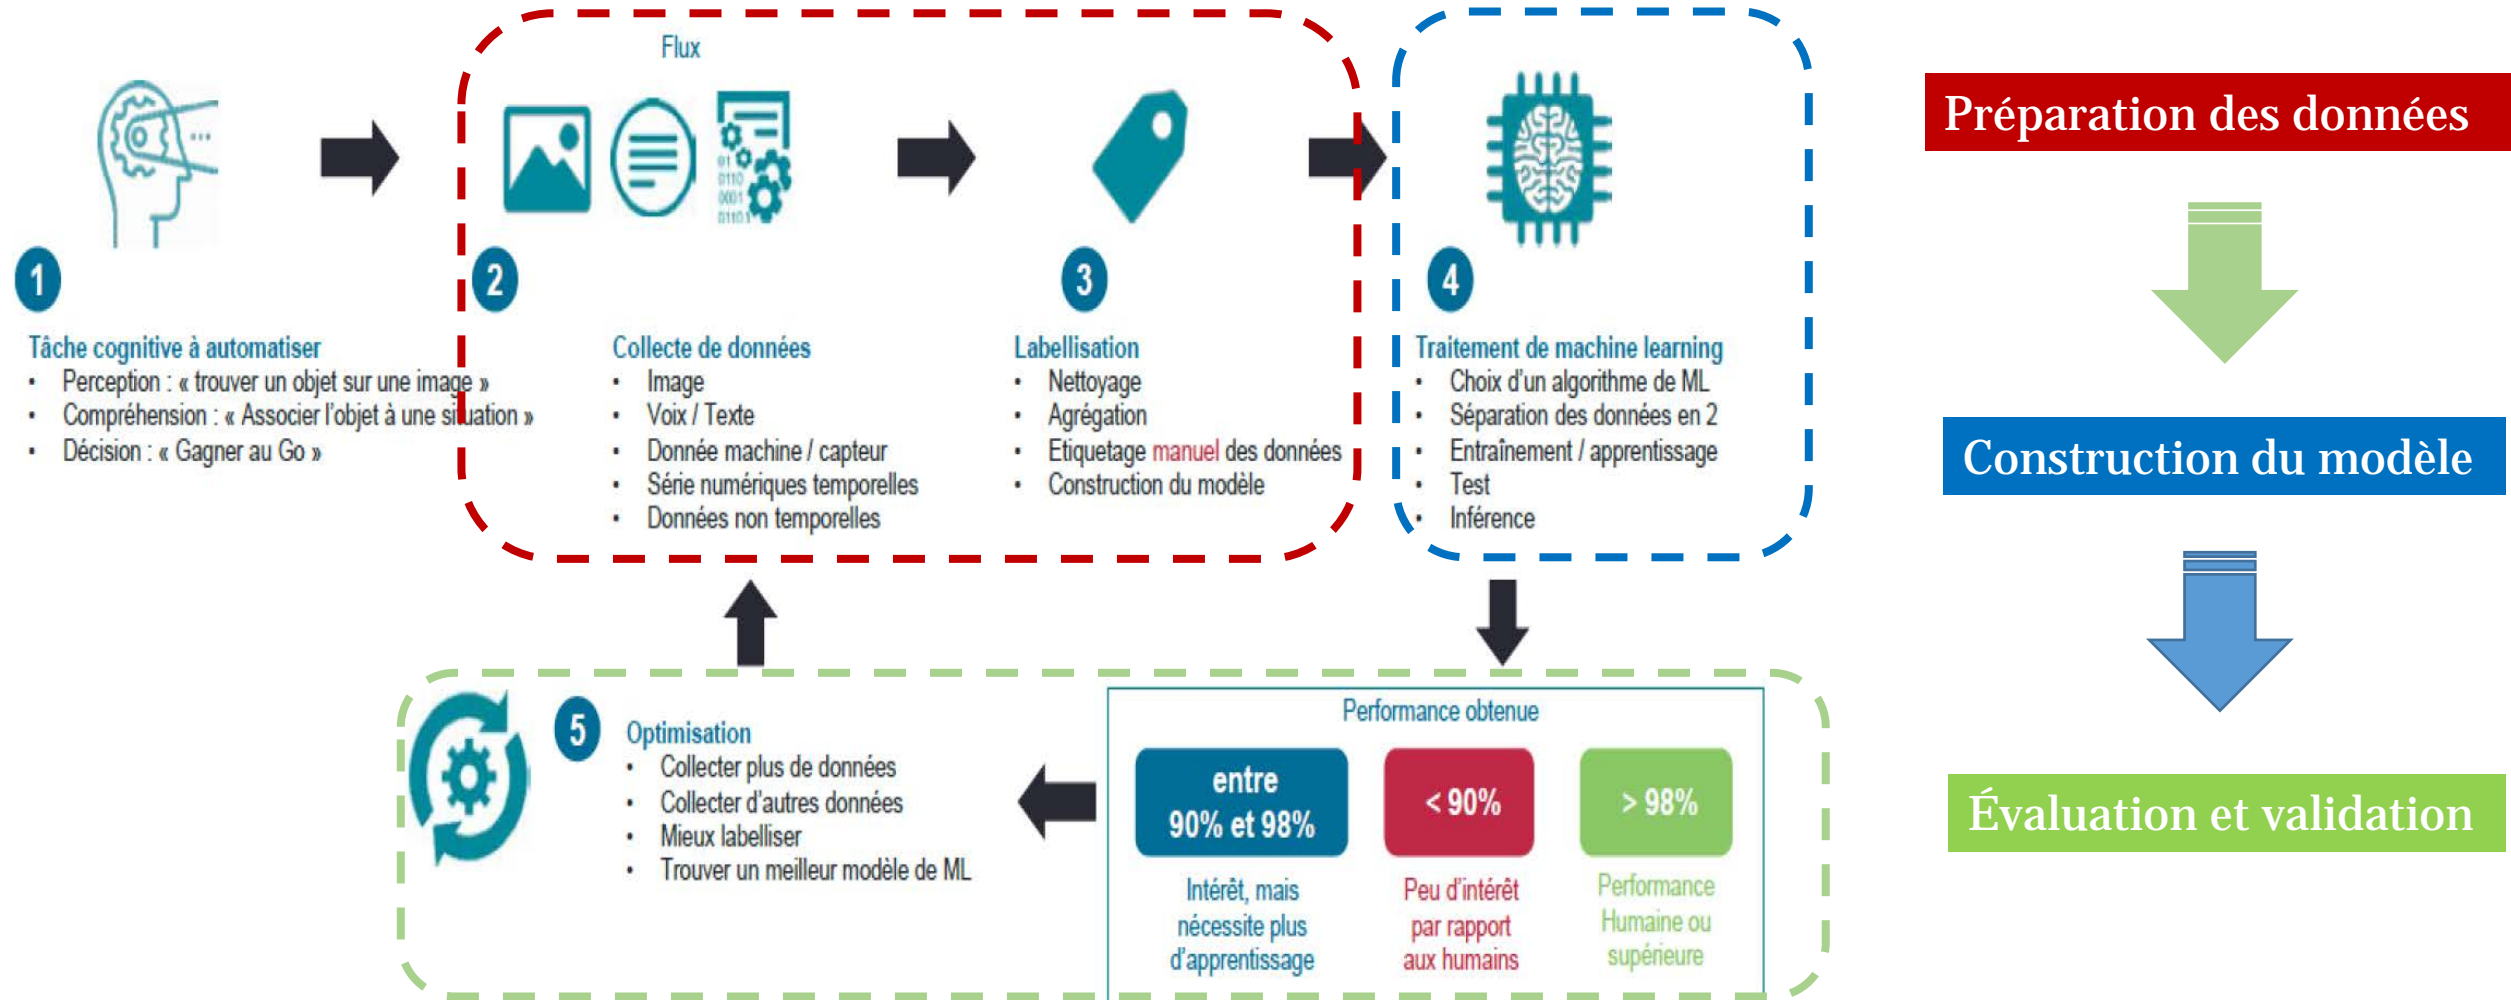 Flux
1
Tâche cognitive à automatiser
• Perception : « trouver un objet sur une image »
• Compréhension : « Associer l'objet à une situation »
• Décision : « Gagner au Go »
2
Collecte de données
• Image
• Voix / Texte
• Donnée machine / capteur
• Série numériques temporelles
• Données non temporelles
3
Labellisation
• Nettoyage
• Agrégation
• Etiquetage manuel des données
• Construction du modèle
4
Traitement de machine learning
• Choix d'un algorithme de ML
• Séparation des données en 2
• Entraînement / apprentissage
• Test
• Inférence
5
Optimisation
• Collecter plus de données
• Collecter d'autres données
• Mieux labelliser
• Trouver un meilleur modèle de ML
Performance obtenue
entre
90% et 98%
Intérêt, mais
nécessite plus
d'apprentissage
< 90%
Peu d'intérêt
par rapport
aux humains
> 98%
Performance
Humaine ou
supérieure
Préparation des données
Construction du modèle
Évaluation et validation